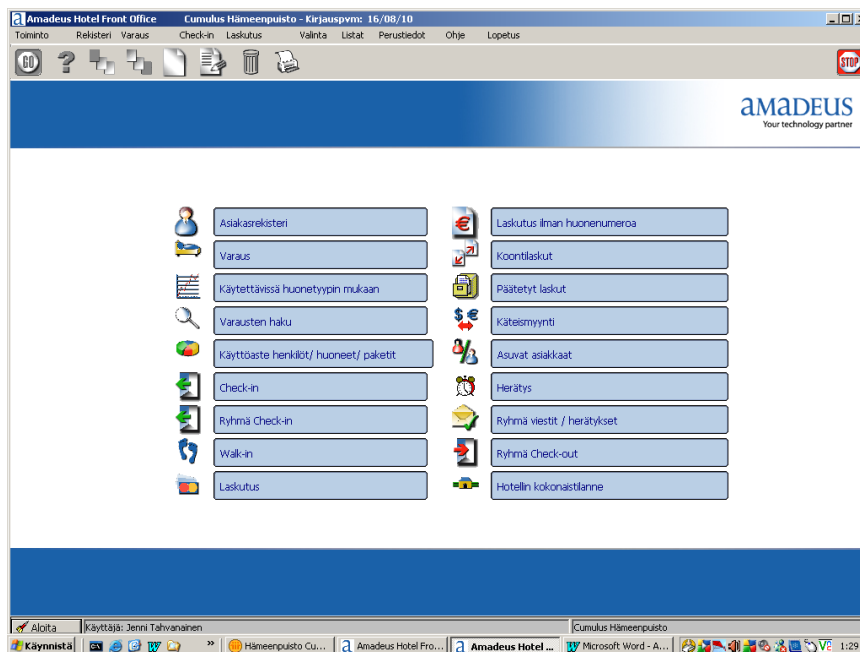 Amadeus Hotel Front Office Cumulus Hämeenpuisto - Kirjauspvm: 16/08/10
Toiminto Rekisteri Varaus Check-in Laskutus Valinta Listat Perustiedot Ohje Lopetus
GO ? STOP
amadeus
Your technology partner
Asiakasrekisteri
Varaus
Käytettävissä huonetyypin mukaan
Varausten haku
Käyttöaste henkilöt/ huoneet/ paketit
Check-in
Ryhmä Check-in
Walk-in
Laskutus
Laskutus ilman huonenumeroa
Koontilaskut
Päätetyt laskut
Käteismyynti
Asuvat asiakkaat
Herätys
Ryhmä viestit / herätykset
Ryhmä Check-out
Hotellin kokonaistilanne
Aloita Käyttäjä: Jenni Tahvanainen Cumulus Hämeenpuisto
Käynnistä » Hämeenpuisto Cu... Amadeus Hotel Fro... Amadeus Hotel ... Microsoft Word - A... 1:29